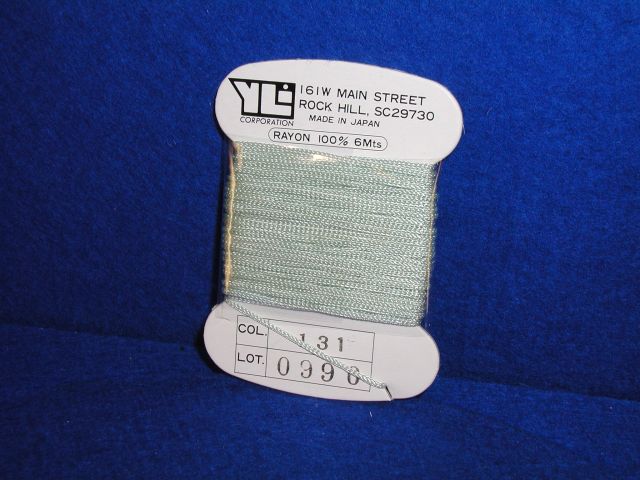 YLI
CORPORATION
161W MAIN STREET
ROCK HILL, SC29730
MADE IN JAPAN
RAYON 100% 6Mts
COL. 131
LOT. 0996